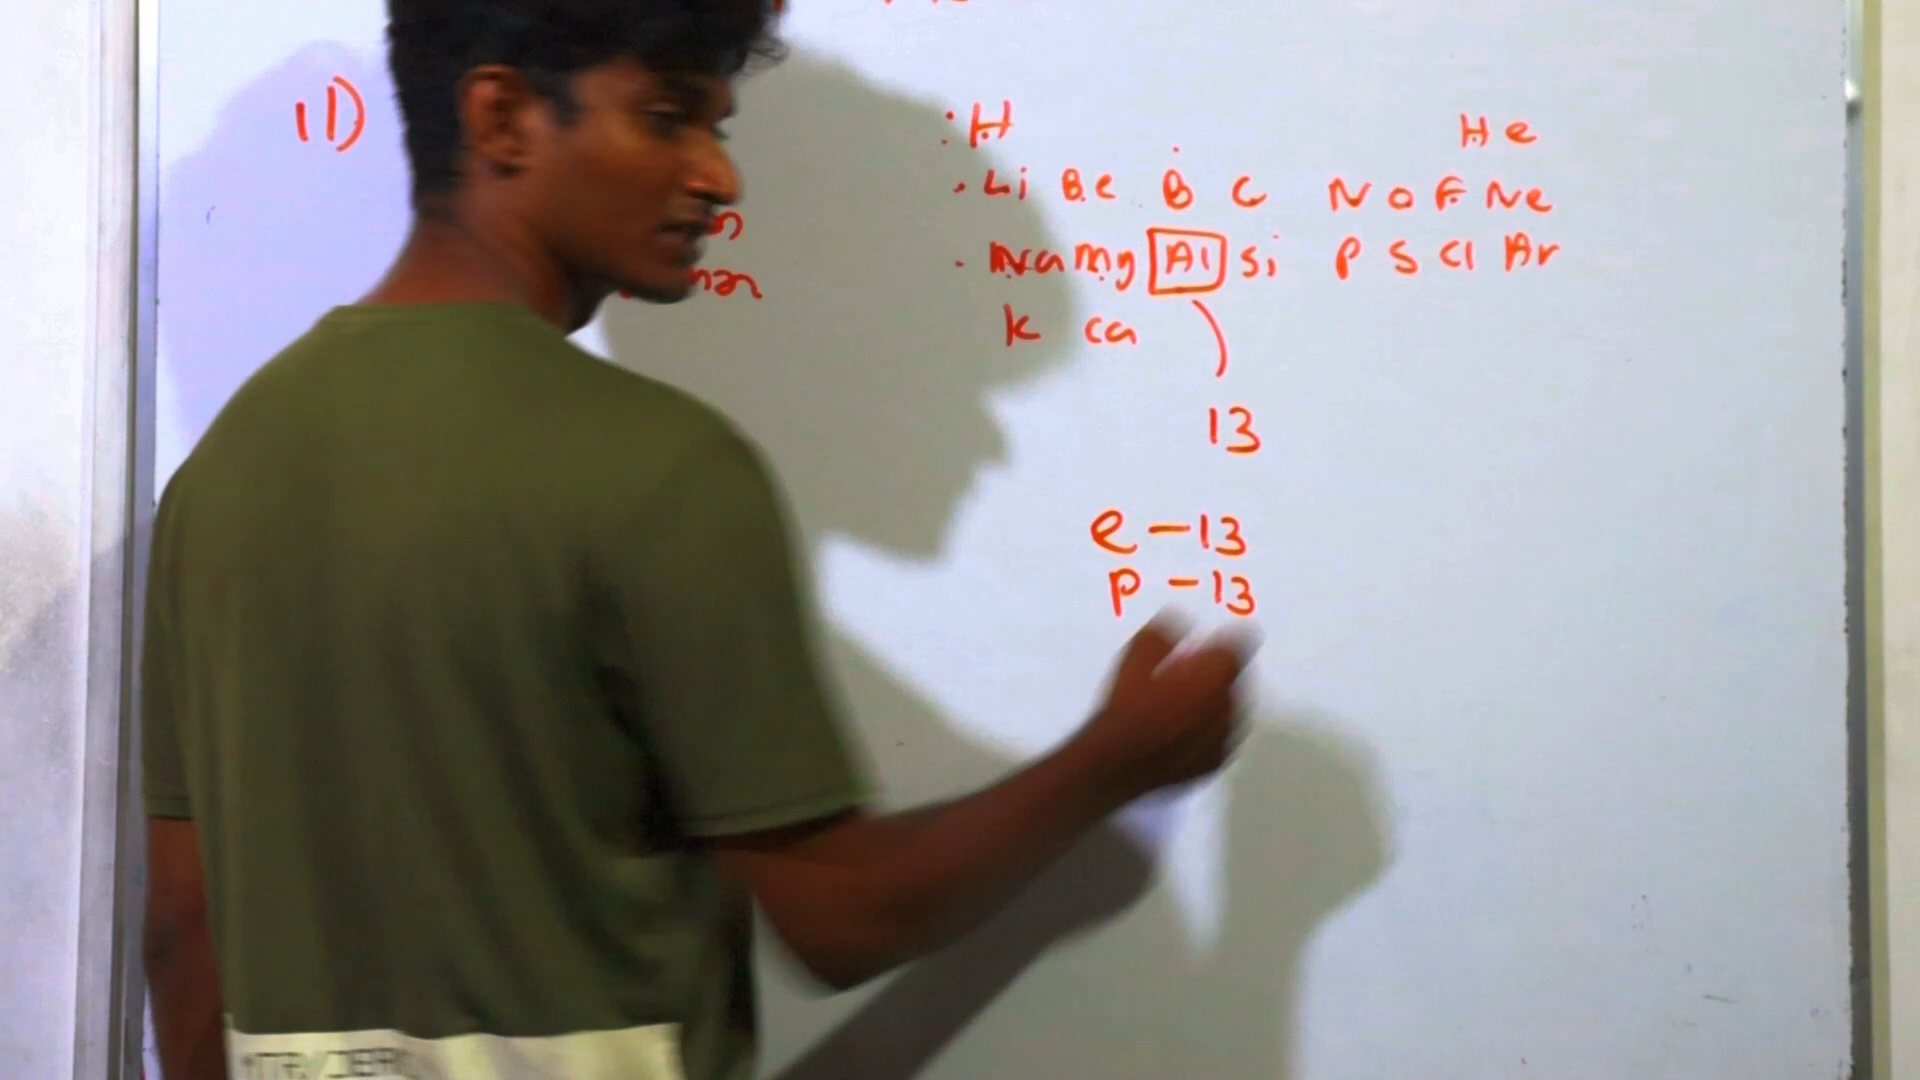 11)
: H He
. Li Be B C N O F Ne
. Na Mg Al Si P S Cl Ar
K Ca
13
e - 13
p - 13